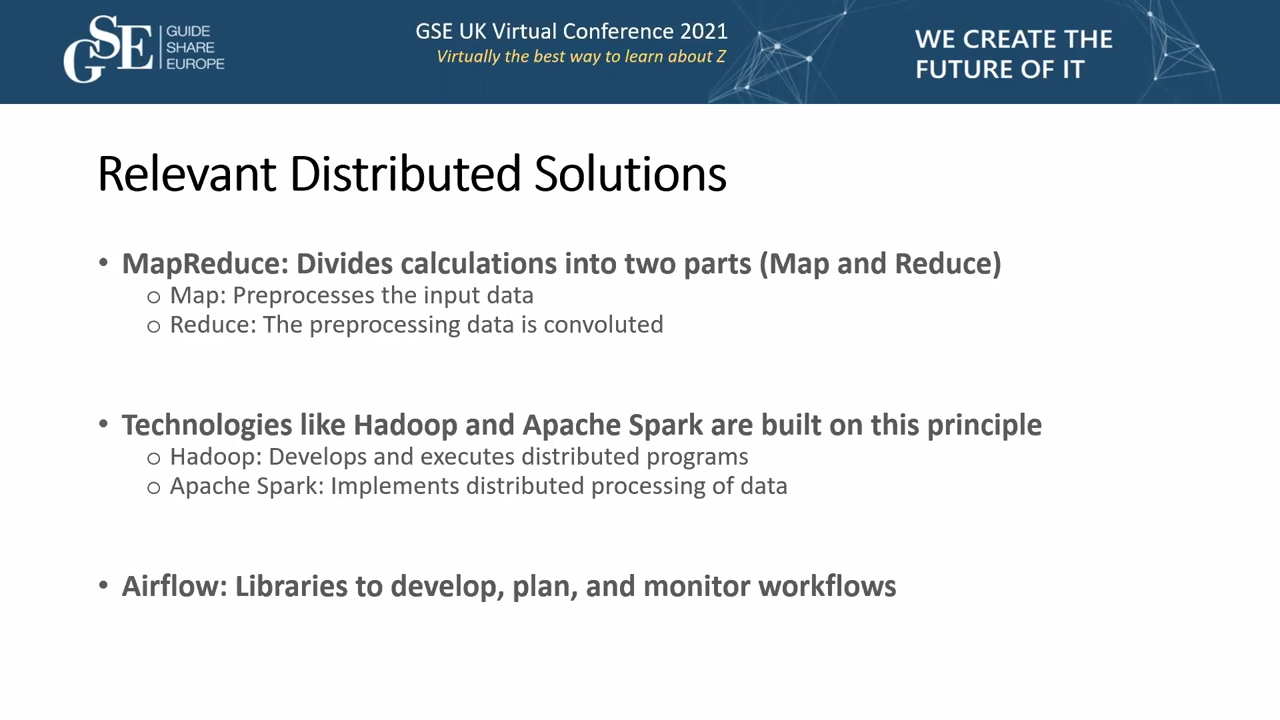 GSE
GUIDE
SHARE
EUROPE
GSE UK Virtual Conference 2021
Virtually the best way to learn about Z
WE CREATE THE
FUTURE OF IT
Relevant Distributed Solutions
• MapReduce: Divides calculations into two parts (Map and Reduce)
o Map: Preprocesses the input data
o Reduce: The preprocessing data is convoluted
• Technologies like Hadoop and Apache Spark are built on this principle
o Hadoop: Develops and executes distributed programs
o Apache Spark: Implements distributed processing of data
• Airflow: Libraries to develop, plan, and monitor workflows